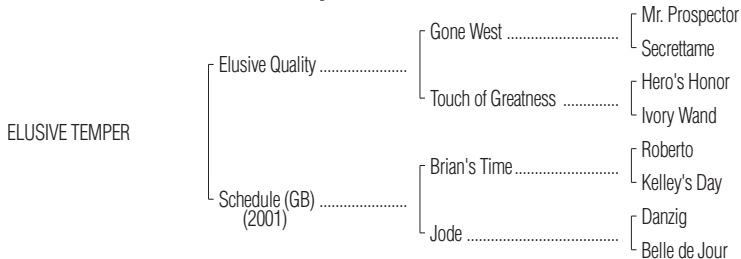 Mr. Prospector
Gone West ............................
Secrettame
Elusive Quality ......................
Hero's Honor
Touch of Greatness ..............
Ivory Wand
ELUSIVE TEMPER
Roberto
Brian's Time..........................
Kelley's Day
Schedule (GB) ......................
(2001)
Danzig
Jode ......................................
Belle de Jour